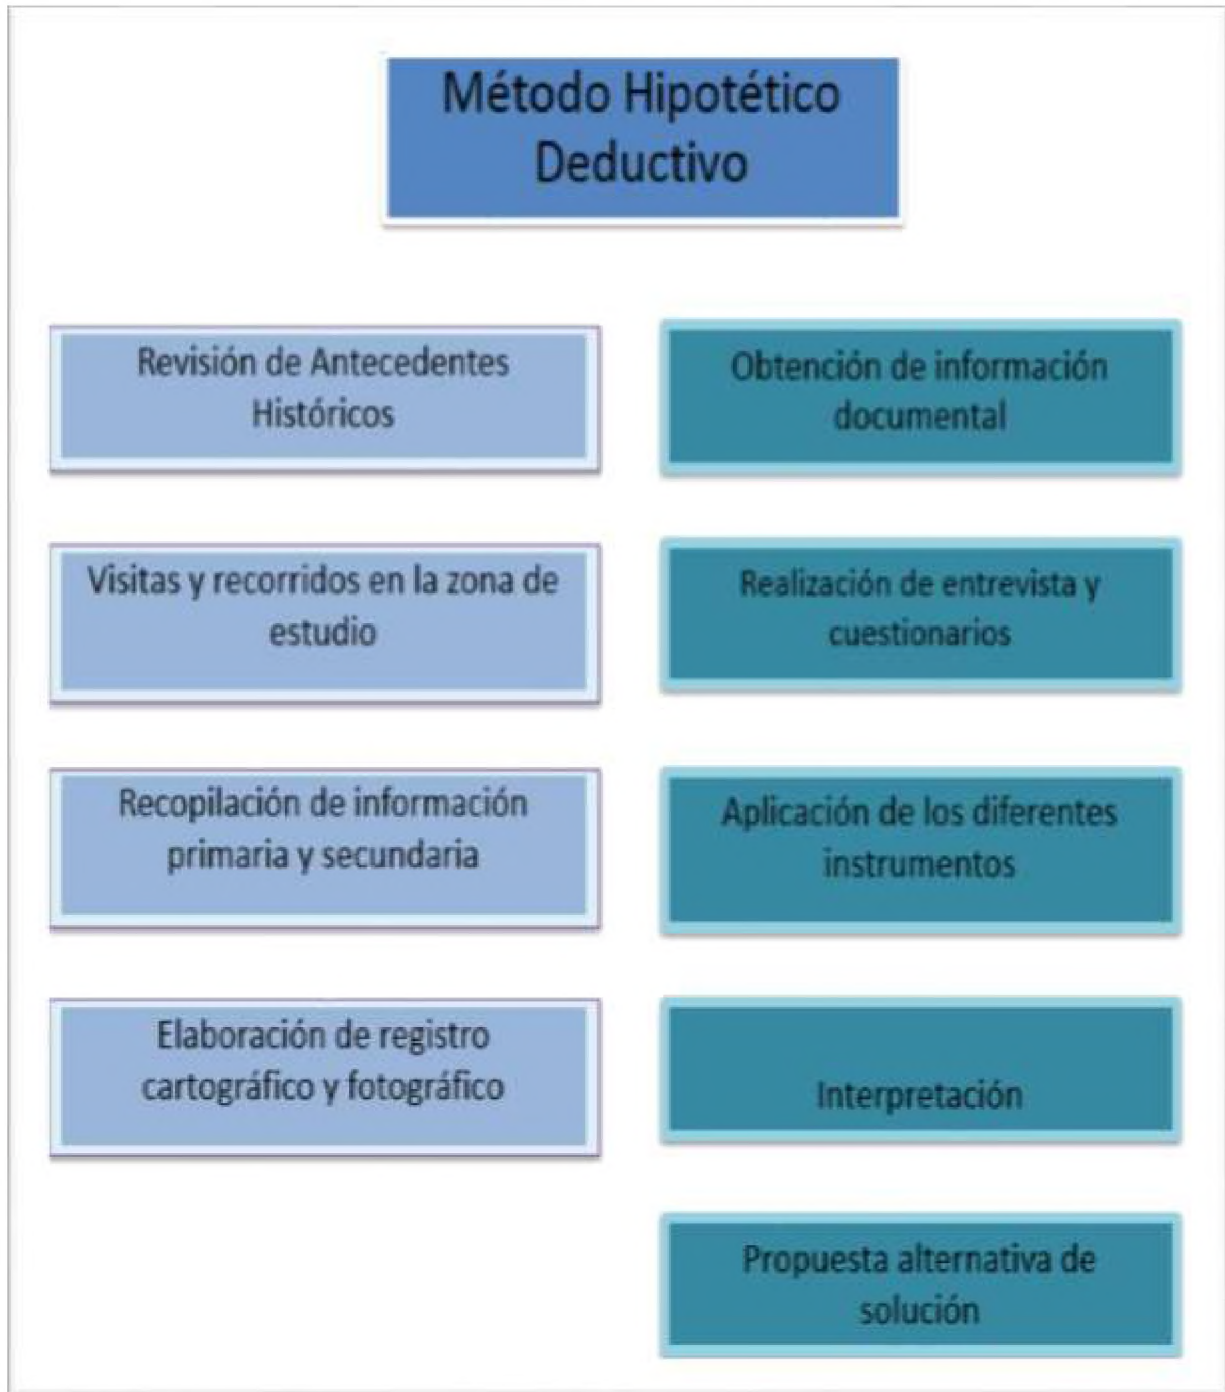 Método Hipotético
Deductivo
Revisión de Antecedentes
Históricos
Obtención de información
documental
Visitas y recorridos en la zona de
estudio
Realización de entrevista y
cuestionarios
Recopilación de información
primaria y secundaria
Aplicación de los diferentes
instrumentos
Elaboración de registro
cartográfico y fotográfico
Interpretación
Propuesta alternativa de
solución